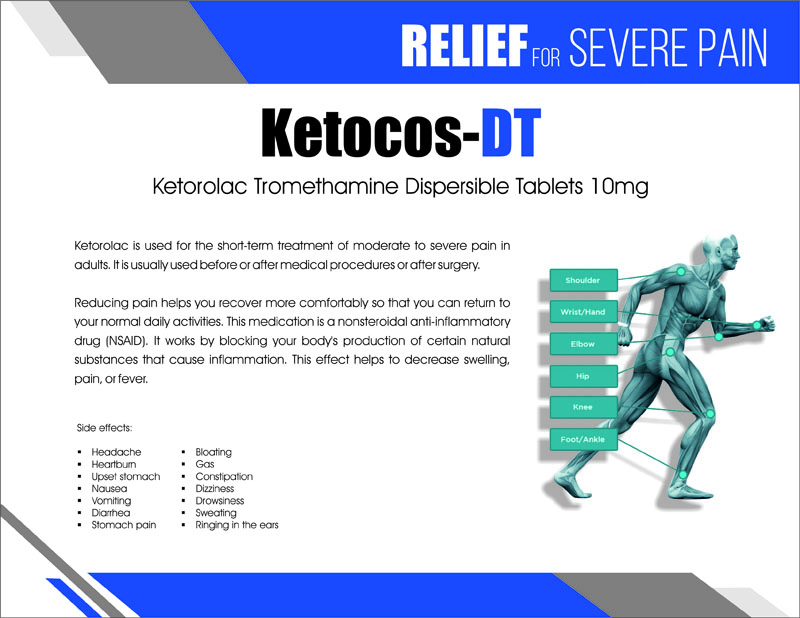 RELIEF FOR SEVERE PAIN
Ketocos-DT
Ketorolac Tromethamine Dispersible Tablets 10mg
Ketorolac is used for the short-term treatment of moderate to severe pain in
adults. It is usually used before or after medical procedures or after surgery.
Reducing pain helps you recover more comfortably so that you can return to
your normal daily activities. This medication is a nonsteroidal anti-inflammatory
drug (NSAID). It works by blocking your body's production of certain natural
substances that cause inflammation. This effect helps to decrease swelling,
pain, or fever.
Side effects:
▪ Headache
▪ Heartburn
▪ Upset stomach
▪ Nausea
▪ Vomiting
▪ Diarrhea
▪ Stomach pain
▪ Bloating
▪ Gas
▪ Constipation
▪ Dizziness
▪ Drowsiness
▪ Sweating
▪ Ringing in the ears
Shoulder
Wrist/Hand
Elbow
Hip
Knee
Foot/Ankle